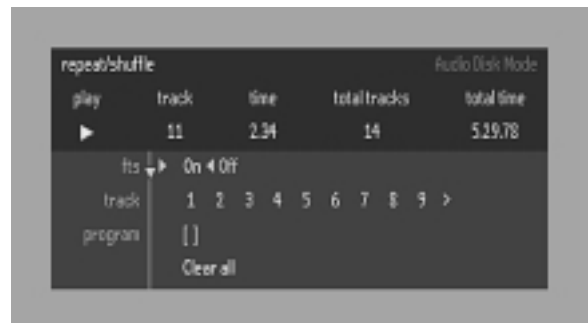 repeat/shuffle Audio Disk Mode
play track time total tracks total time
11 2.34 14 5.29.78
fts On Off
track 1 2 3 4 5 6 7 8 9 >
program [ ]
Clear all